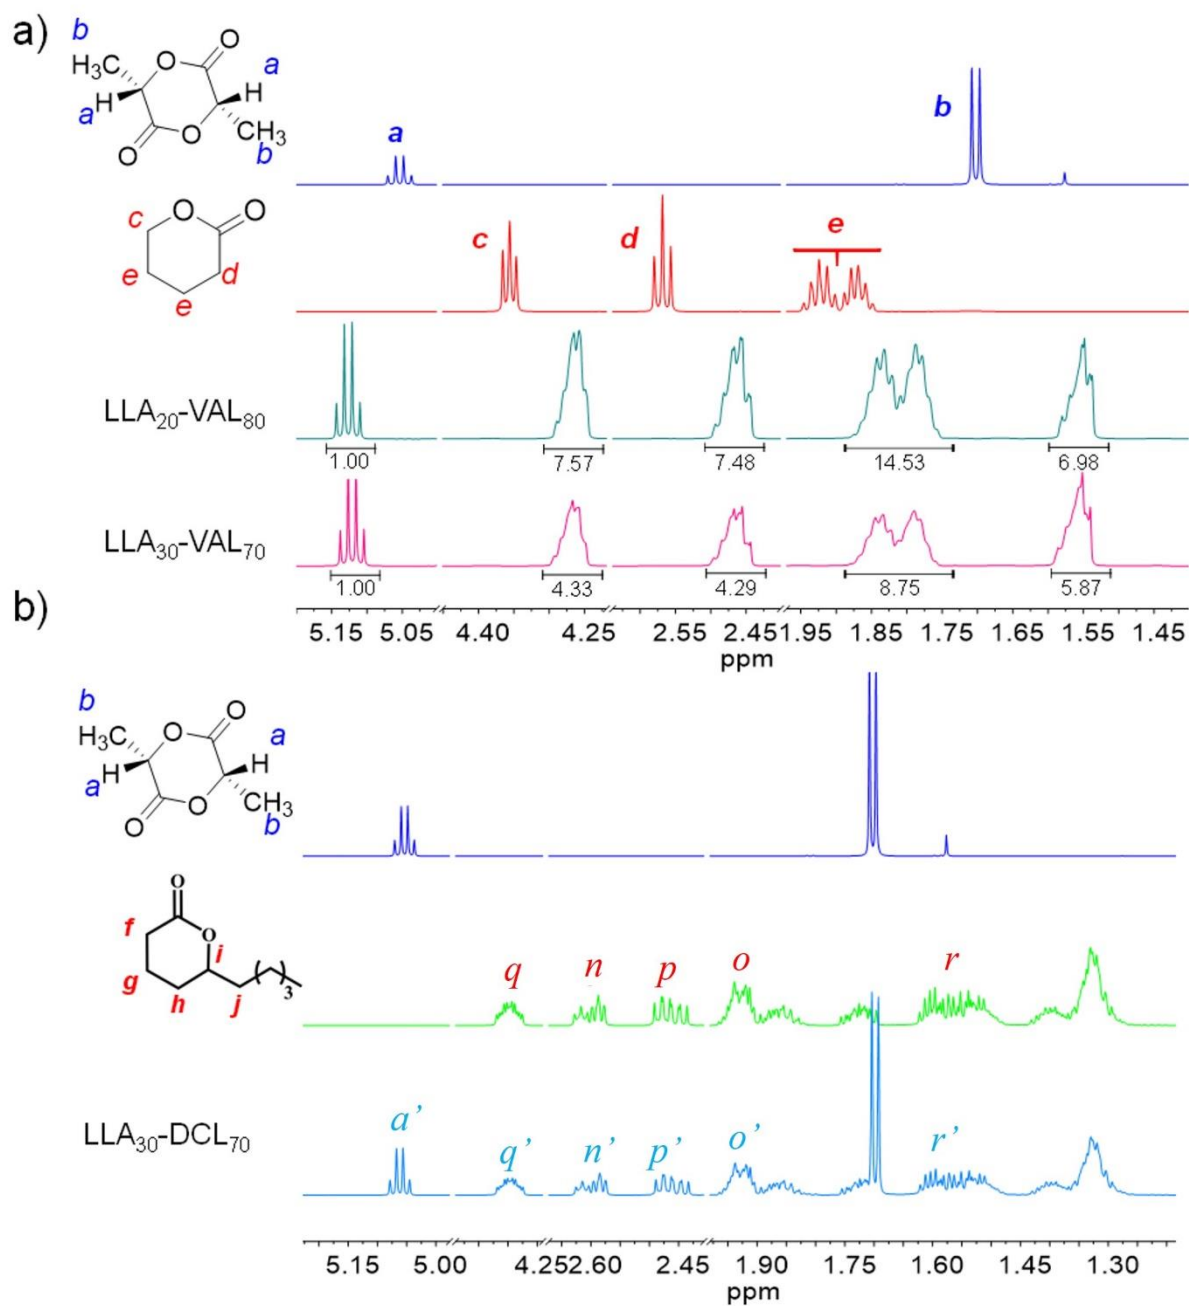 a)
b
H₃C
O
O
a
H
H
a
O
O
CH₃
b
a
b
c
O
O
e
d
e
c
d
e
LLA₂₀-VAL₈₀
1.00
7.57
7.48
14.53
6.98
LLA₃₀-VAL₇₀
1.00
4.33
4.29
8.75
5.87
5.15 5.05 4.40 4.25 2.55 2.45 1.95 1.85 1.75 1.65 1.55 1.45
ppm
b)
b
H₃C
O
O
a
H
H
a
O
O
CH₃
b
O
f
O
i
g
h
j
( )₃
q n p o r
LLA₃₀-DCL₇₀
a’ q’ n’ p’ o’ r’
5.15 5.00 4.25 2.60 2.45 1.90 1.75 1.60 1.45 1.30
ppm